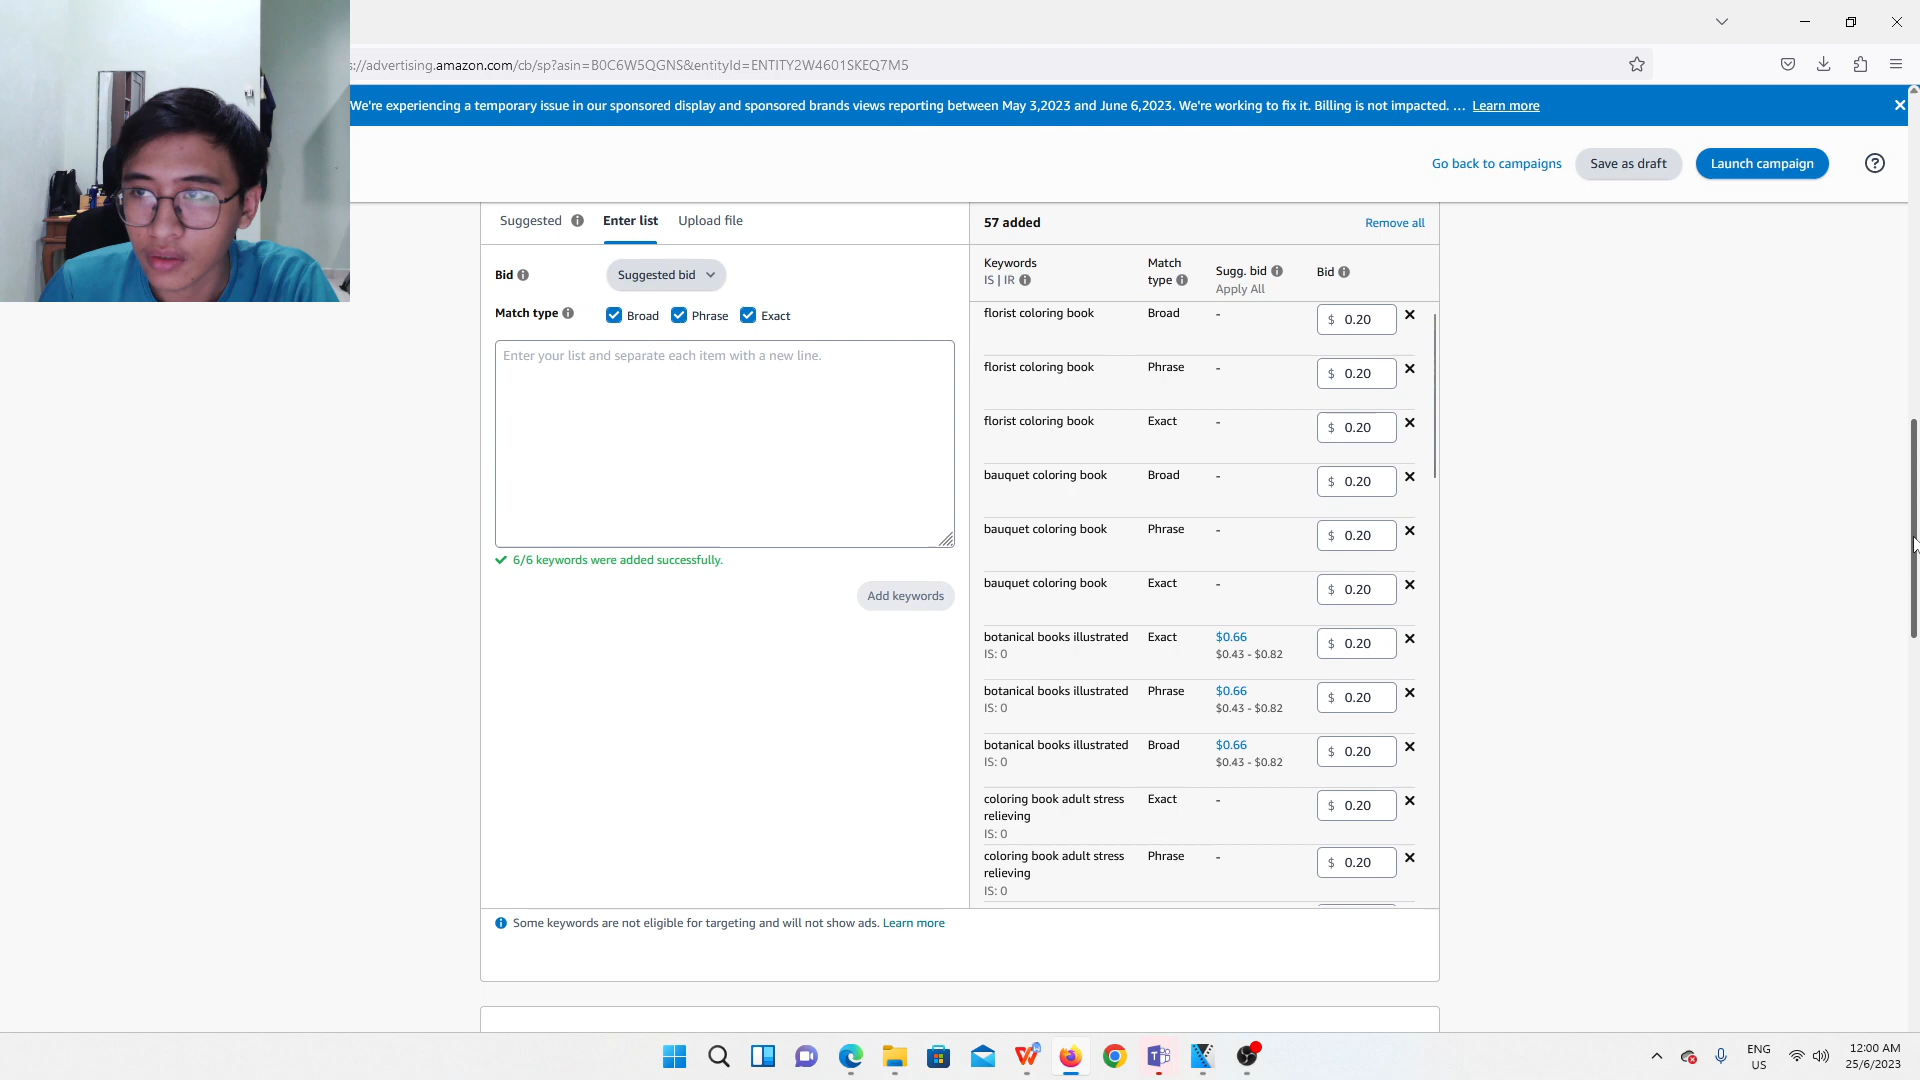 s://advertising.amazon.com/cb/sp?asin=B0C6W5QGNS&entityId=ENTITY2W4601SKEQ7M5
We're experiencing a temporary issue in our sponsored display and sponsored brands views reporting between May 3,2023 and June 6,2023. We're working to fix it. Billing is not impacted. ... Learn more
Go back to campaigns Save as draft Launch campaign
Suggested Enter list Upload file
57 added Remove all
Bid Suggested bid
Match type Broad Phrase Exact
Enter your list and separate each item with a new line.
6/6 keywords were added successfully.
Add keywords
Keywords Match Sugg. bid Bid
IS | IR type Apply All
florist coloring book Broad - $ 0.20
florist coloring book Phrase - $ 0.20
florist coloring book Exact - $ 0.20
bauquet coloring book Broad - $ 0.20
bauquet coloring book Phrase - $ 0.20
bauquet coloring book Exact - $ 0.20
botanical books illustrated Exact $0.66 $ 0.20
IS: 0 $0.43 - $0.82
botanical books illustrated Phrase $0.66 $ 0.20
IS: 0 $0.43 - $0.82
botanical books illustrated Broad $0.66 $ 0.20
IS: 0 $0.43 - $0.82
coloring book adult stress Exact - $ 0.20
relieving
IS: 0
coloring book adult stress Phrase - $ 0.20
relieving
IS: 0
Some keywords are not eligible for targeting and will not show ads. Learn more
ENG 12:00 AM
US 25/6/2023